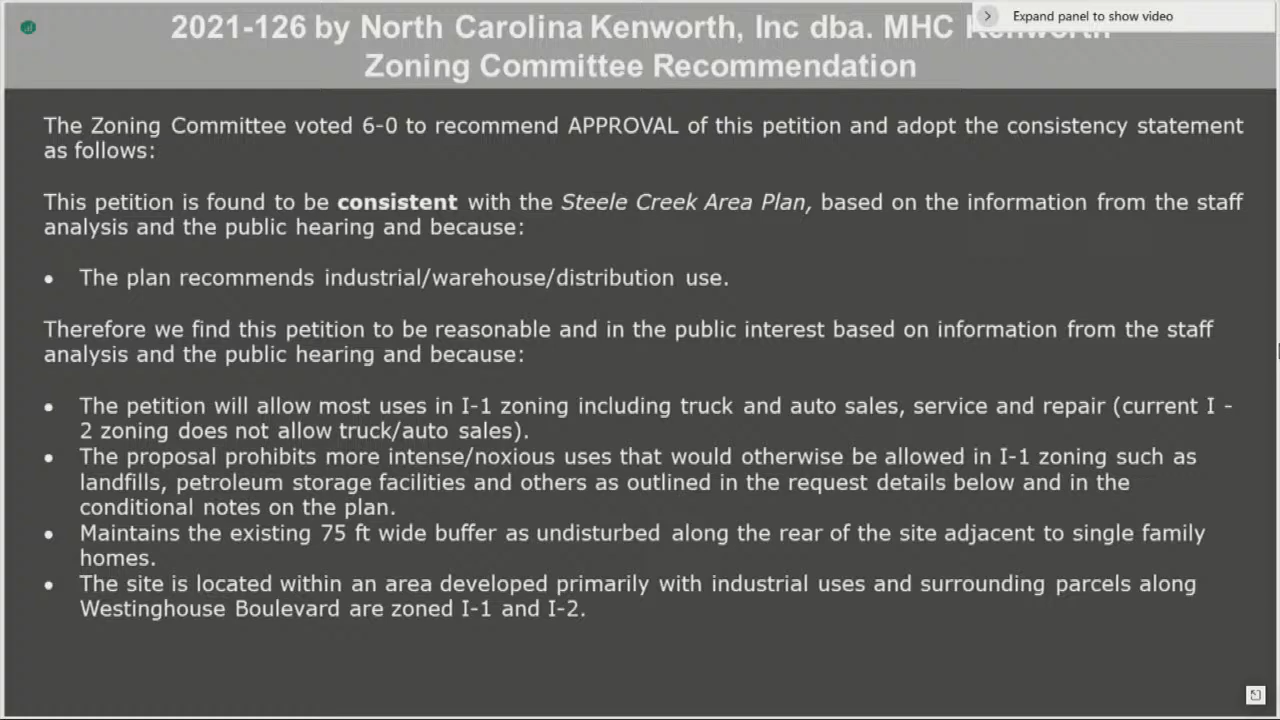 2021-126 by North Carolina Kenworth, Inc dba. MHC Kenworth
Expand panel to show video
Zoning Committee Recommendation
The Zoning Committee voted 6-0 to recommend APPROVAL of this petition and adopt the consistency statement
as follows:
This petition is found to be consistent with the Steele Creek Area Plan, based on the information from the staff
analysis and the public hearing and because:
• The plan recommends industrial/warehouse/distribution use.
Therefore we find this petition to be reasonable and in the public interest based on information from the staff
analysis and the public hearing and because:
• The petition will allow most uses in I-1 zoning including truck and auto sales, service and repair (current I -
2 zoning does not allow truck/auto sales).
• The proposal prohibits more intense/noxious uses that would otherwise be allowed in I-1 zoning such as
landfills, petroleum storage facilities and others as outlined in the request details below and in the
conditional notes on the plan.
• Maintains the existing 75 ft wide buffer as undisturbed along the rear of the site adjacent to single family
homes.
• The site is located within an area developed primarily with industrial uses and surrounding parcels along
Westinghouse Boulevard are zoned I-1 and I-2.